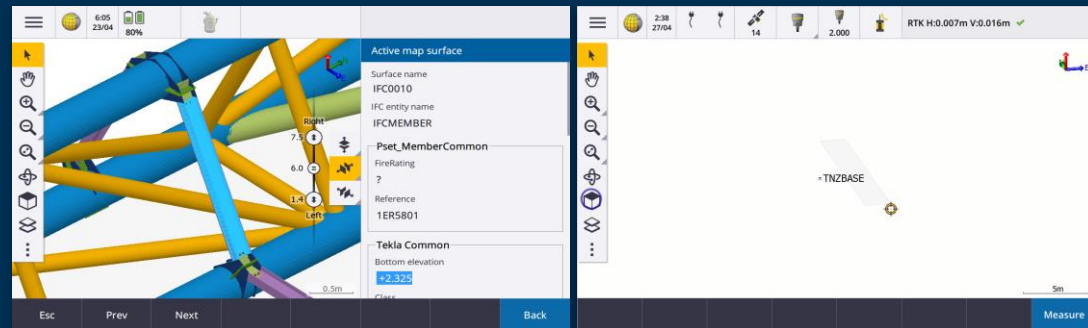 6:05
23/04
80%
Active map surface
Surface name
IFC0010
IFC entity name
IFCMEMBER
Pset_MemberCommon
FireRating
?
Reference
1ER5801
Tekla Common
Bottom elevation
+2.325
Class
Right
7.5
6.0
1.4
Left
0.5m
Esc Prev Next Back
2:38
27/04
14
2.000
RTK H:0.007m V:0.016m
E
TNZBASE
5m
Measure